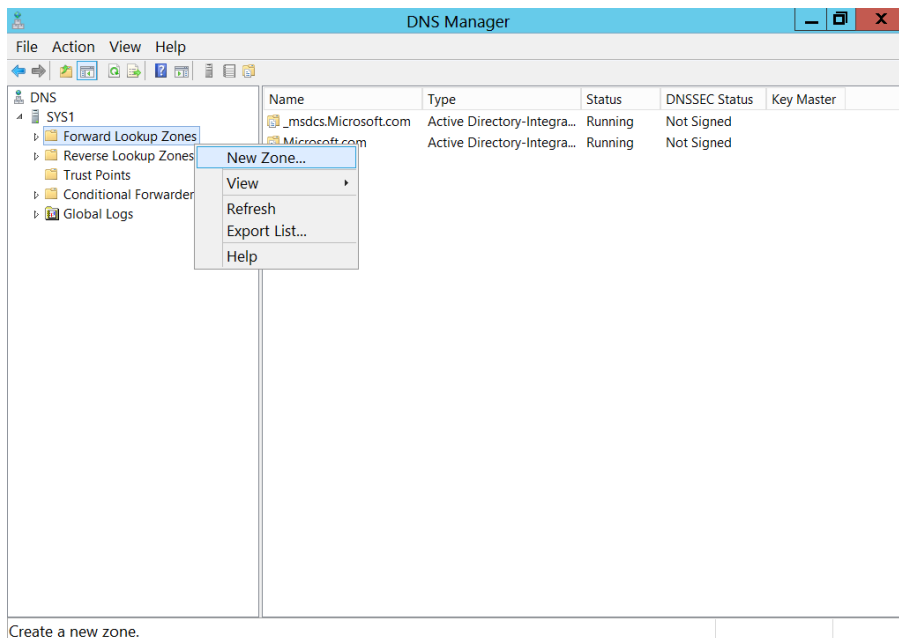 DNS Manager
File Action View Help
DNS
SYS1
Forward Lookup Zones
Reverse Lookup Zones
Trust Points
Conditional Forwarder
Global Logs
Name Type Status DNSSEC Status Key Master
_msdcs.Microsoft.com Active Directory-Integra... Running Not Signed
Microsoft.com Active Directory-Integra... Running Not Signed
New Zone...
View
Refresh
Export List...
Help
Create a new zone.